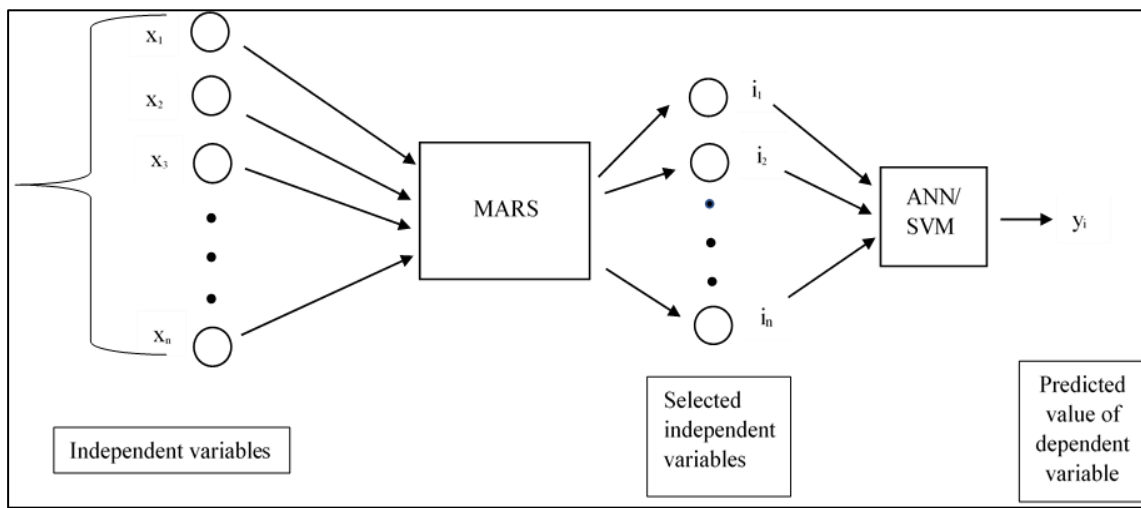 x₁
x₂
x₃
xₙ
MARS
i₁
i₂
iₙ
ANN/
SVM
yᵢ
Independent variables
Selected
independent
variables
Predicted
value of
dependent
variable